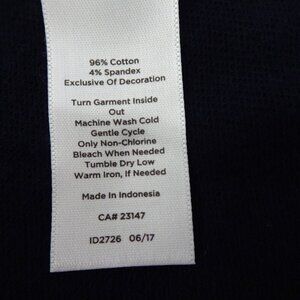 96% Cotton
4% Spandex
Exclusive Of Decoration
Turn Garment Inside
Out
Machine Wash Cold
Gentle Cycle
Only Non-Chlorine
Bleach When Needed
Tumble Dry Low
Warm Iron, If Needed
Made In Indonesia
CA# 23147
ID2726 06/17